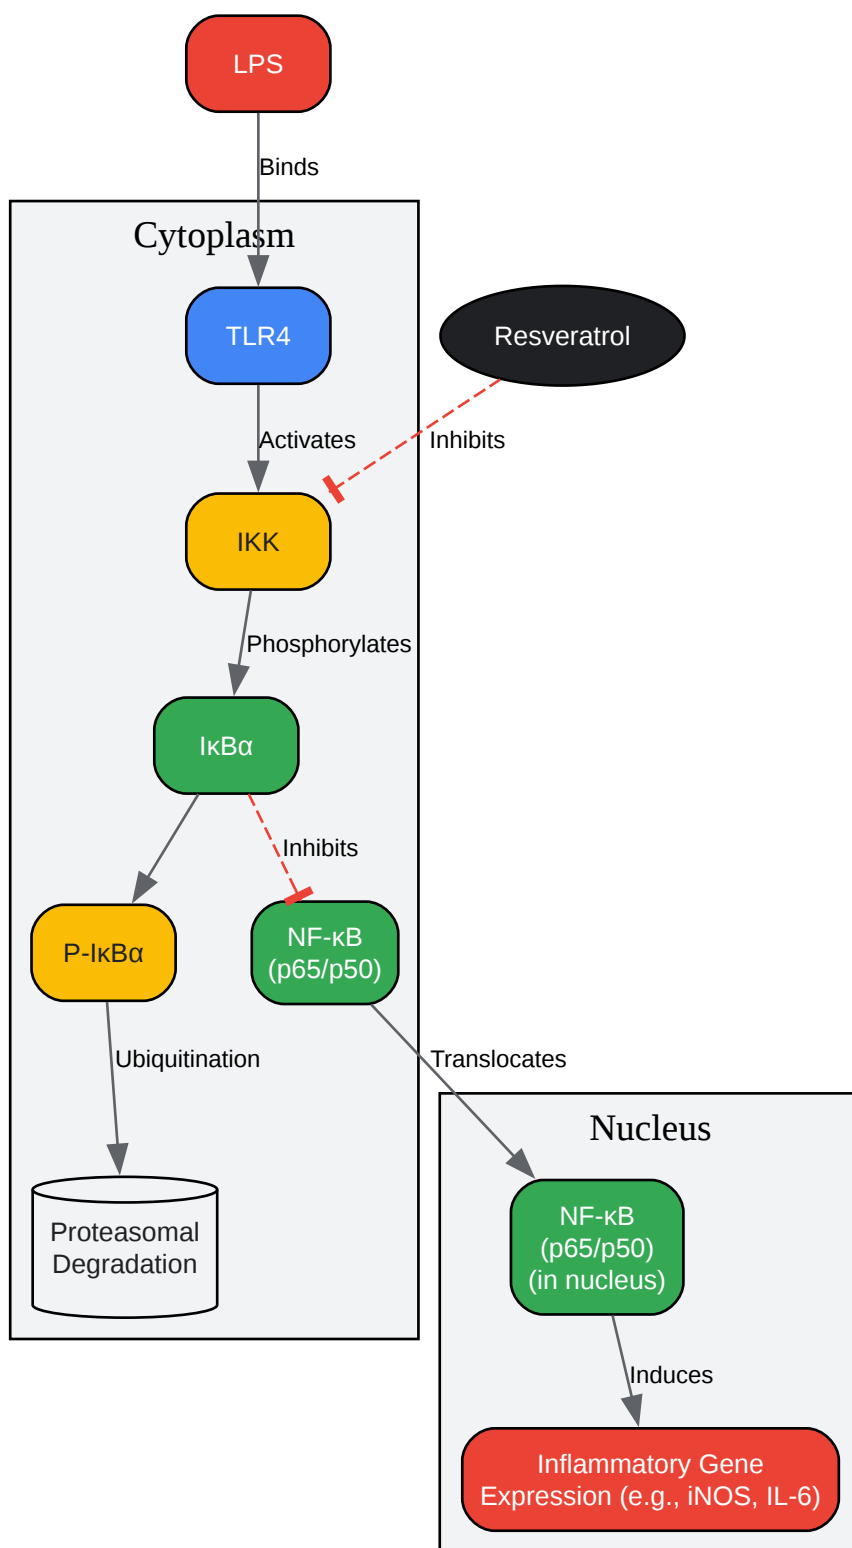 LPS
Binds
Cytoplasm
TLR4
Resveratrol
Activates
Inhibits
IKK
Phosphorylates
IκBα
Inhibits
P-IκBα
NF-κB
(p65/p50)
Ubiquitination
Translocates
Nucleus
Proteasomal
Degradation
NF-κB
(p65/p50)
(in nucleus)
Induces
Inflammatory Gene
Expression (e.g., iNOS, IL-6)